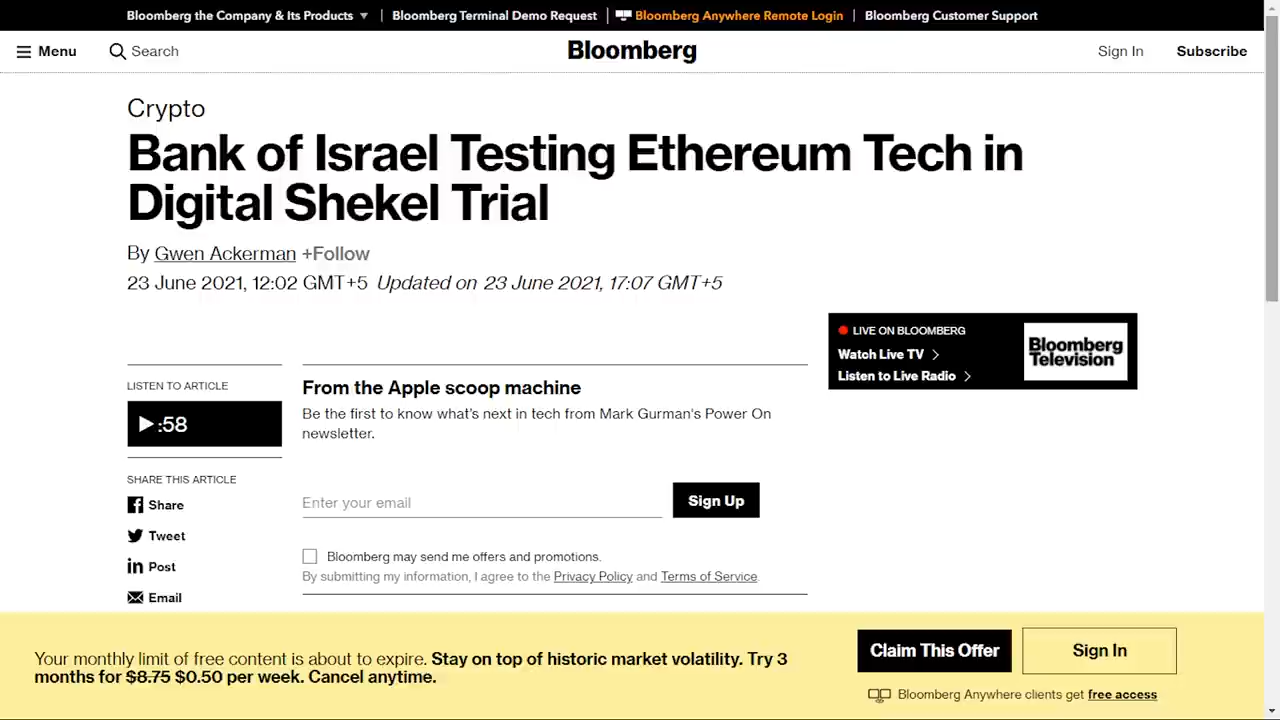 Bloomberg the Company & Its Products ▼ | Bloomberg Terminal Demo Request | Bloomberg Anywhere Remote Login | Bloomberg Customer Support
Menu Search Bloomberg Sign In Subscribe
Crypto
Bank of Israel Testing Ethereum Tech in
Digital Shekel Trial
By Gwen Ackerman +Follow
23 June 2021, 12:02 GMT+5 Updated on 23 June 2021, 17:07 GMT+5
LIVE ON BLOOMBERG
Watch Live TV >
Listen to Live Radio >
Bloomberg
Television
LISTEN TO ARTICLE
:58
SHARE THIS ARTICLE
Share
Tweet
Post
Email
From the Apple scoop machine
Be the first to know what's next in tech from Mark Gurman's Power On
newsletter.
Enter your email
Sign Up
Bloomberg may send me offers and promotions.
By submitting my information, I agree to the Privacy Policy and Terms of Service.
Your monthly limit of free content is about to expire. Stay on top of historic market volatility. Try 3
months for $8.75 $0.50 per week. Cancel anytime.
Claim This Offer
Sign In
Bloomberg Anywhere clients get free access